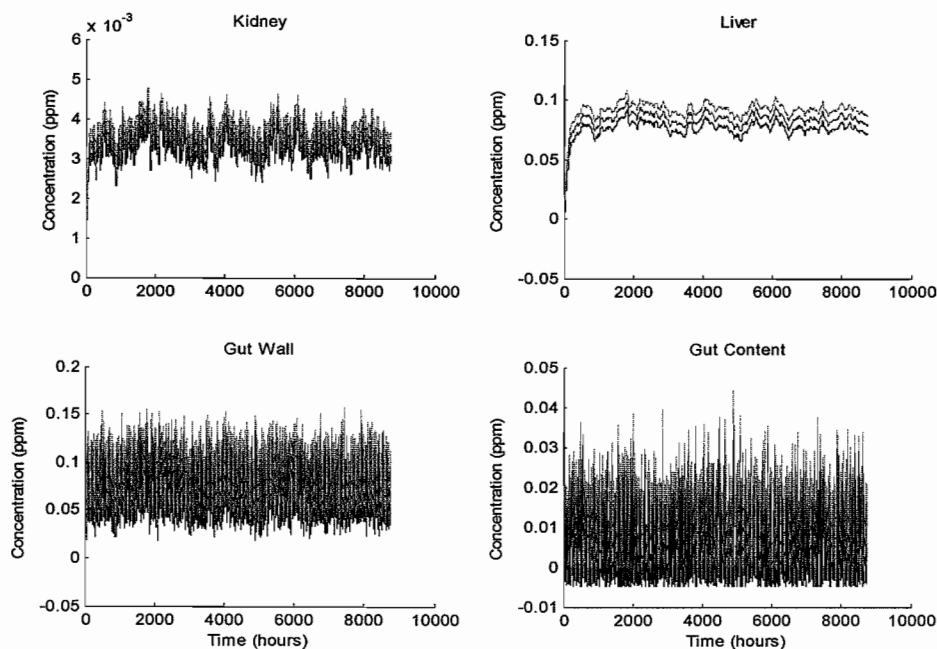 Kidney
x 10⁻³
6
5
4
3
2
1
0
Concentration (ppm)
0 2000 4000 6000 8000 10000
Liver
0.15
0.1
0.05
0
-0.05
Concentration (ppm)
0 2000 4000 6000 8000 10000
Gut Wall
0.2
0.15
0.1
0.05
0
-0.05
Concentration (ppm)
0 2000 4000 6000 8000 10000
Time (hours)
Gut Content
0.05
0.04
0.03
0.02
0.01
0
-0.01
Concentration (ppm)
0 2000 4000 6000 8000 10000
Time (hours)